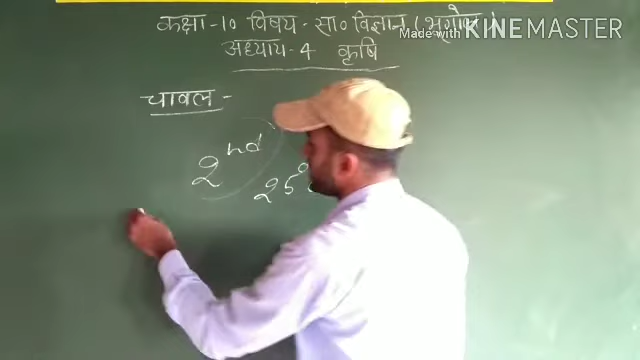 कक्षा -10 विषय - सा० विज्ञान (भूगोल)
Made with KINEMASTER
अध्याय - 4 कृषि
चावल -
2nd
25°